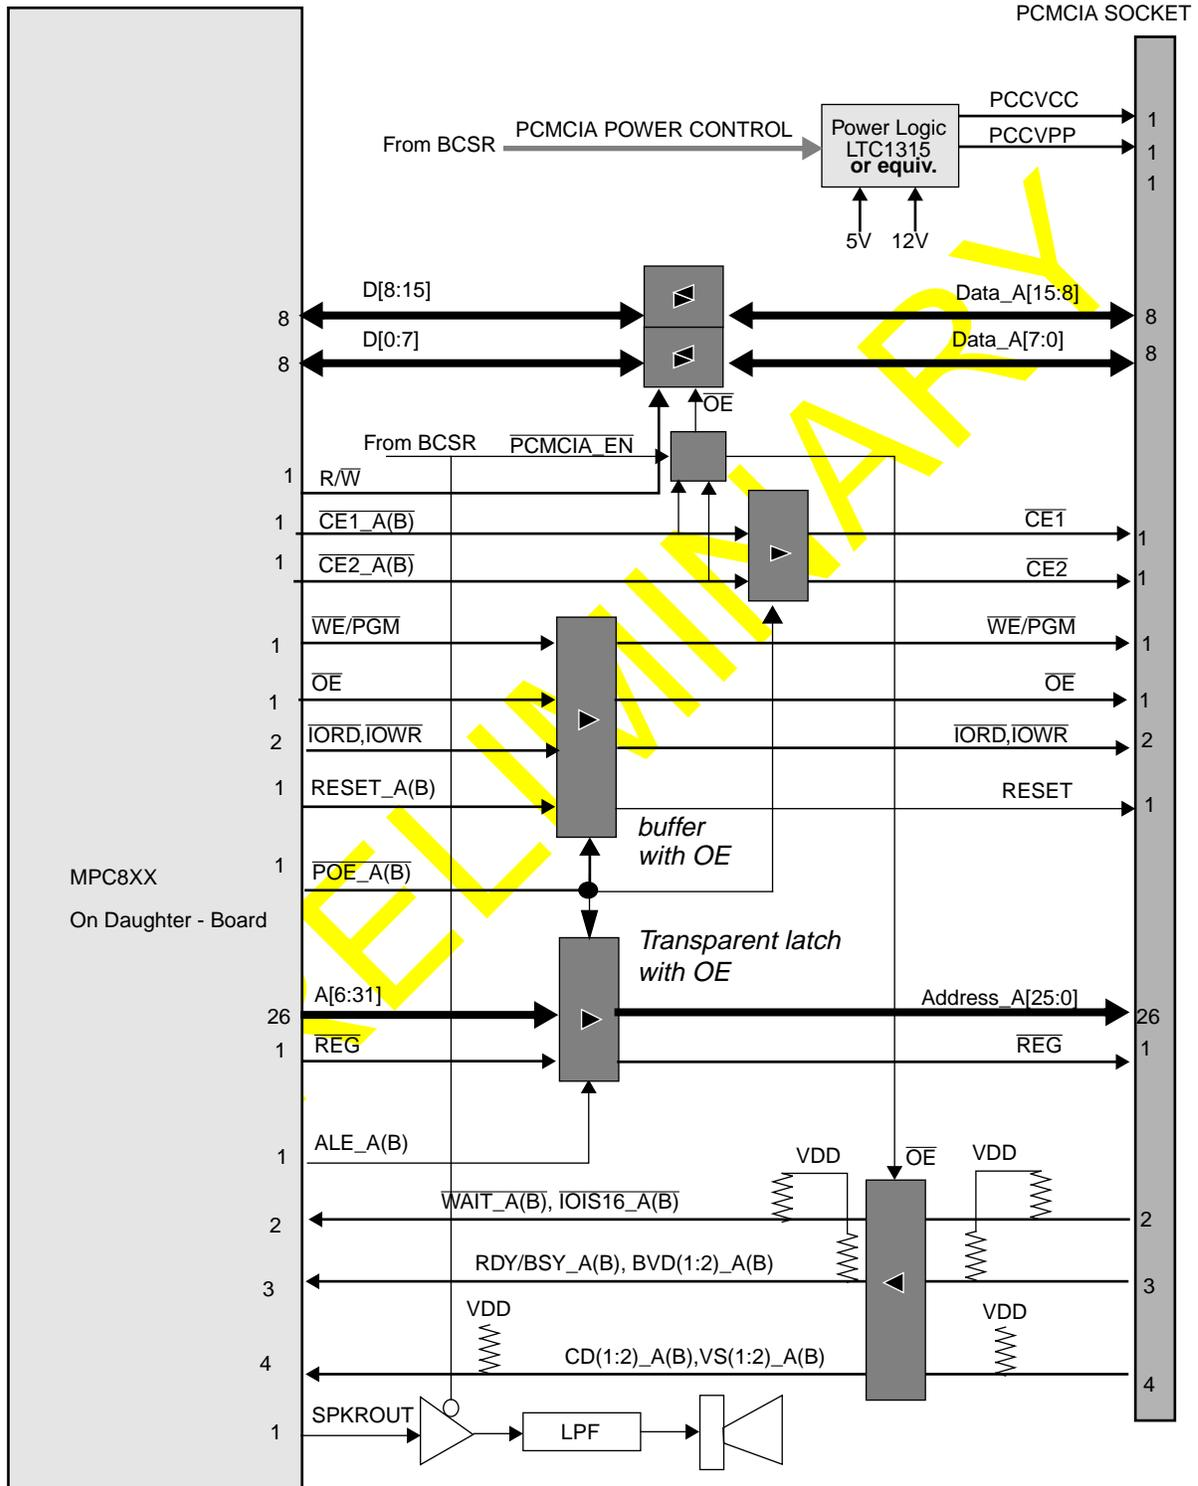 PCMCIA SOCKET
PCCVCC
From BCSR PCMCIA POWER CONTROL
Power Logic
LTC1315
or equiv.
PCCVPP
1
1
1
5V 12V
D[8:15] Data_A[15:8]
8 8
D[0:7] Data_A[7:0]
8 8
OE
From BCSR PCMCIA_EN
1 R/W
1 CE1_A(B) CE1 1
1 CE2_A(B) CE2 1
1 WE/PGM WE/PGM 1
1 OE OE 1
2 IORD,IOWR IORD,IOWR 2
1 RESET_A(B) RESET 1
buffer
with OE
1 POE_A(B)
MPC8XX
On Daughter - Board
Transparent latch
with OE
A[6:31] Address_A[25:0]
26 26
1 REG REG 1
1 ALE_A(B)
VDD OE VDD
2 WAIT_A(B), IOIS16_A(B) 2
3 RDY/BSY_A(B), BVD(1:2)_A(B) 3
VDD VDD
4 CD(1:2)_A(B),VS(1:2)_A(B) 4
1 SPKROUT LPF
PRELIMINARY